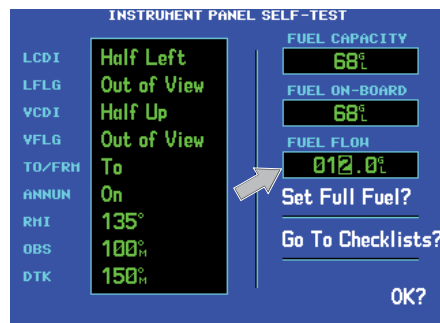 INSTRUMENT PANEL SELF-TEST
LCDI Half Left
LFLG Out of View
VCDI Half Up
VFLG Out of View
TO/FRM To
ANNUN On
RMI 135°
OBS 100°M
DTK 150°M
FUEL CAPACITY
68GL
FUEL ON-BOARD
68GL
FUEL FLOW
012.0GL
Set Full Fuel?
Go To Checklists?
OK?